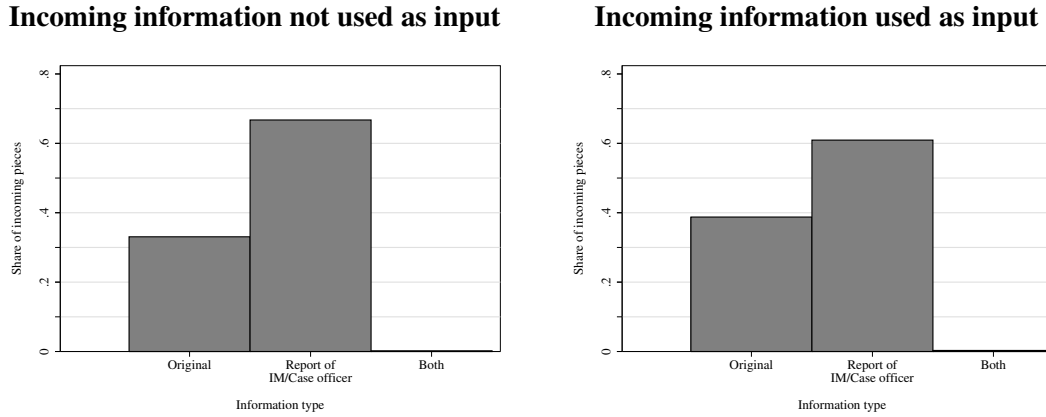 Incoming information not used as input
.8
.6
.4
.2
0
Share of incoming pieces
Original
Report of
IM/Case officer
Both
Information type
Incoming information used as input
.8
.6
.4
.2
0
Share of incoming pieces
Original
Report of
IM/Case officer
Both
Information type